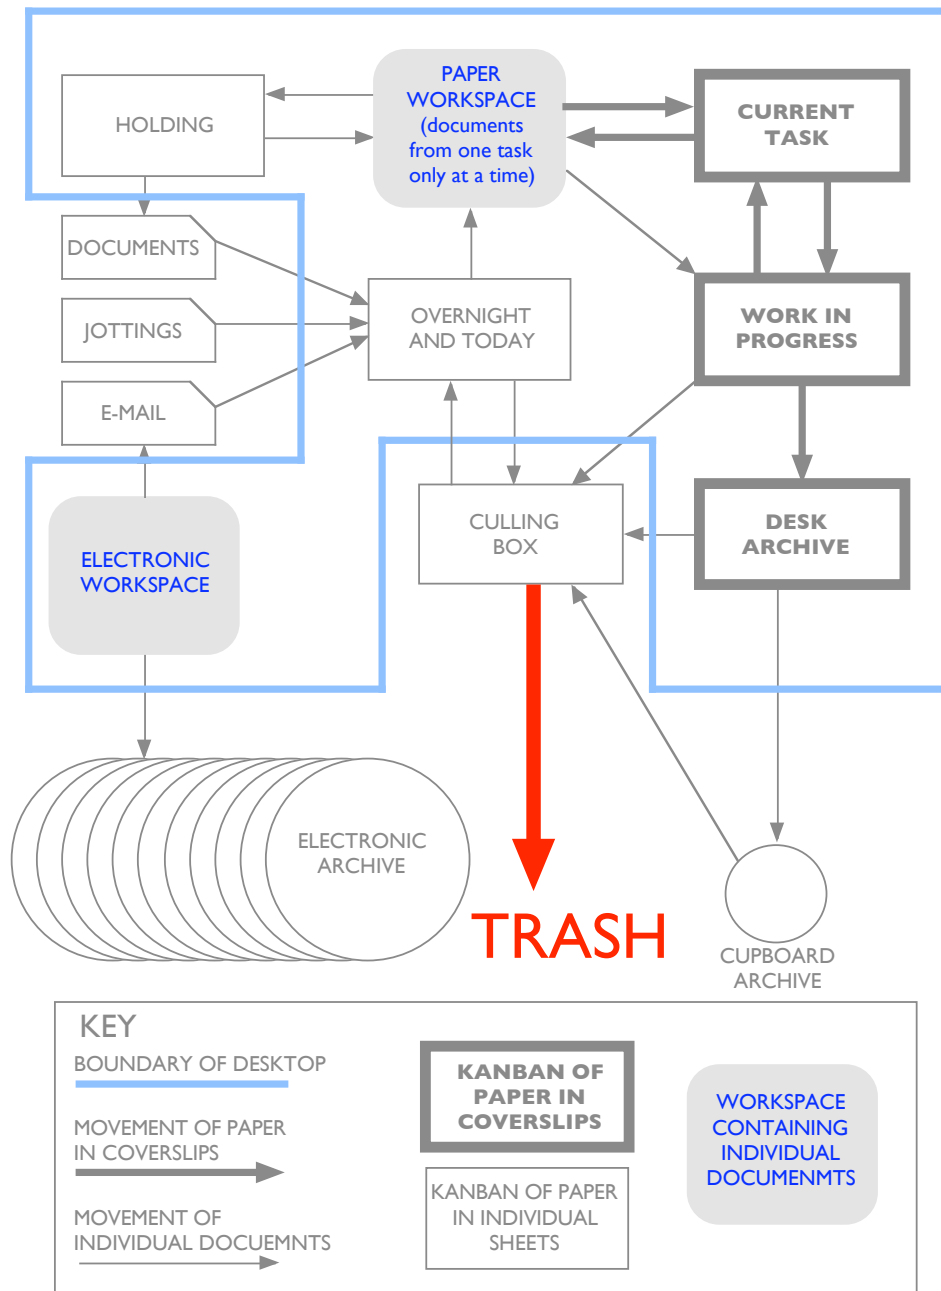 HOLDING
PAPER
WORKSPACE
(documents
from one task
only at a time)
CURRENT
TASK
DOCUMENTS
JOTTINGS
E-MAIL
OVERNIGHT
AND TODAY
WORK IN
PROGRESS
ELECTRONIC
WORKSPACE
CULLING
BOX
DESK
ARCHIVE
ELECTRONIC
ARCHIVE
TRASH
CUPBOARD
ARCHIVE
KEY
BOUNDARY OF DESKTOP
MOVEMENT OF PAPER
IN COVERSLIPS
MOVEMENT OF
INDIVIDUAL DOCUEMNTS
KANBAN OF
PAPER IN
COVERSLIPS
KANBAN OF PAPER
IN INDIVIDUAL
SHEETS
WORKSPACE
CONTAINING
INDIVIDUAL
DOCUMENMTS